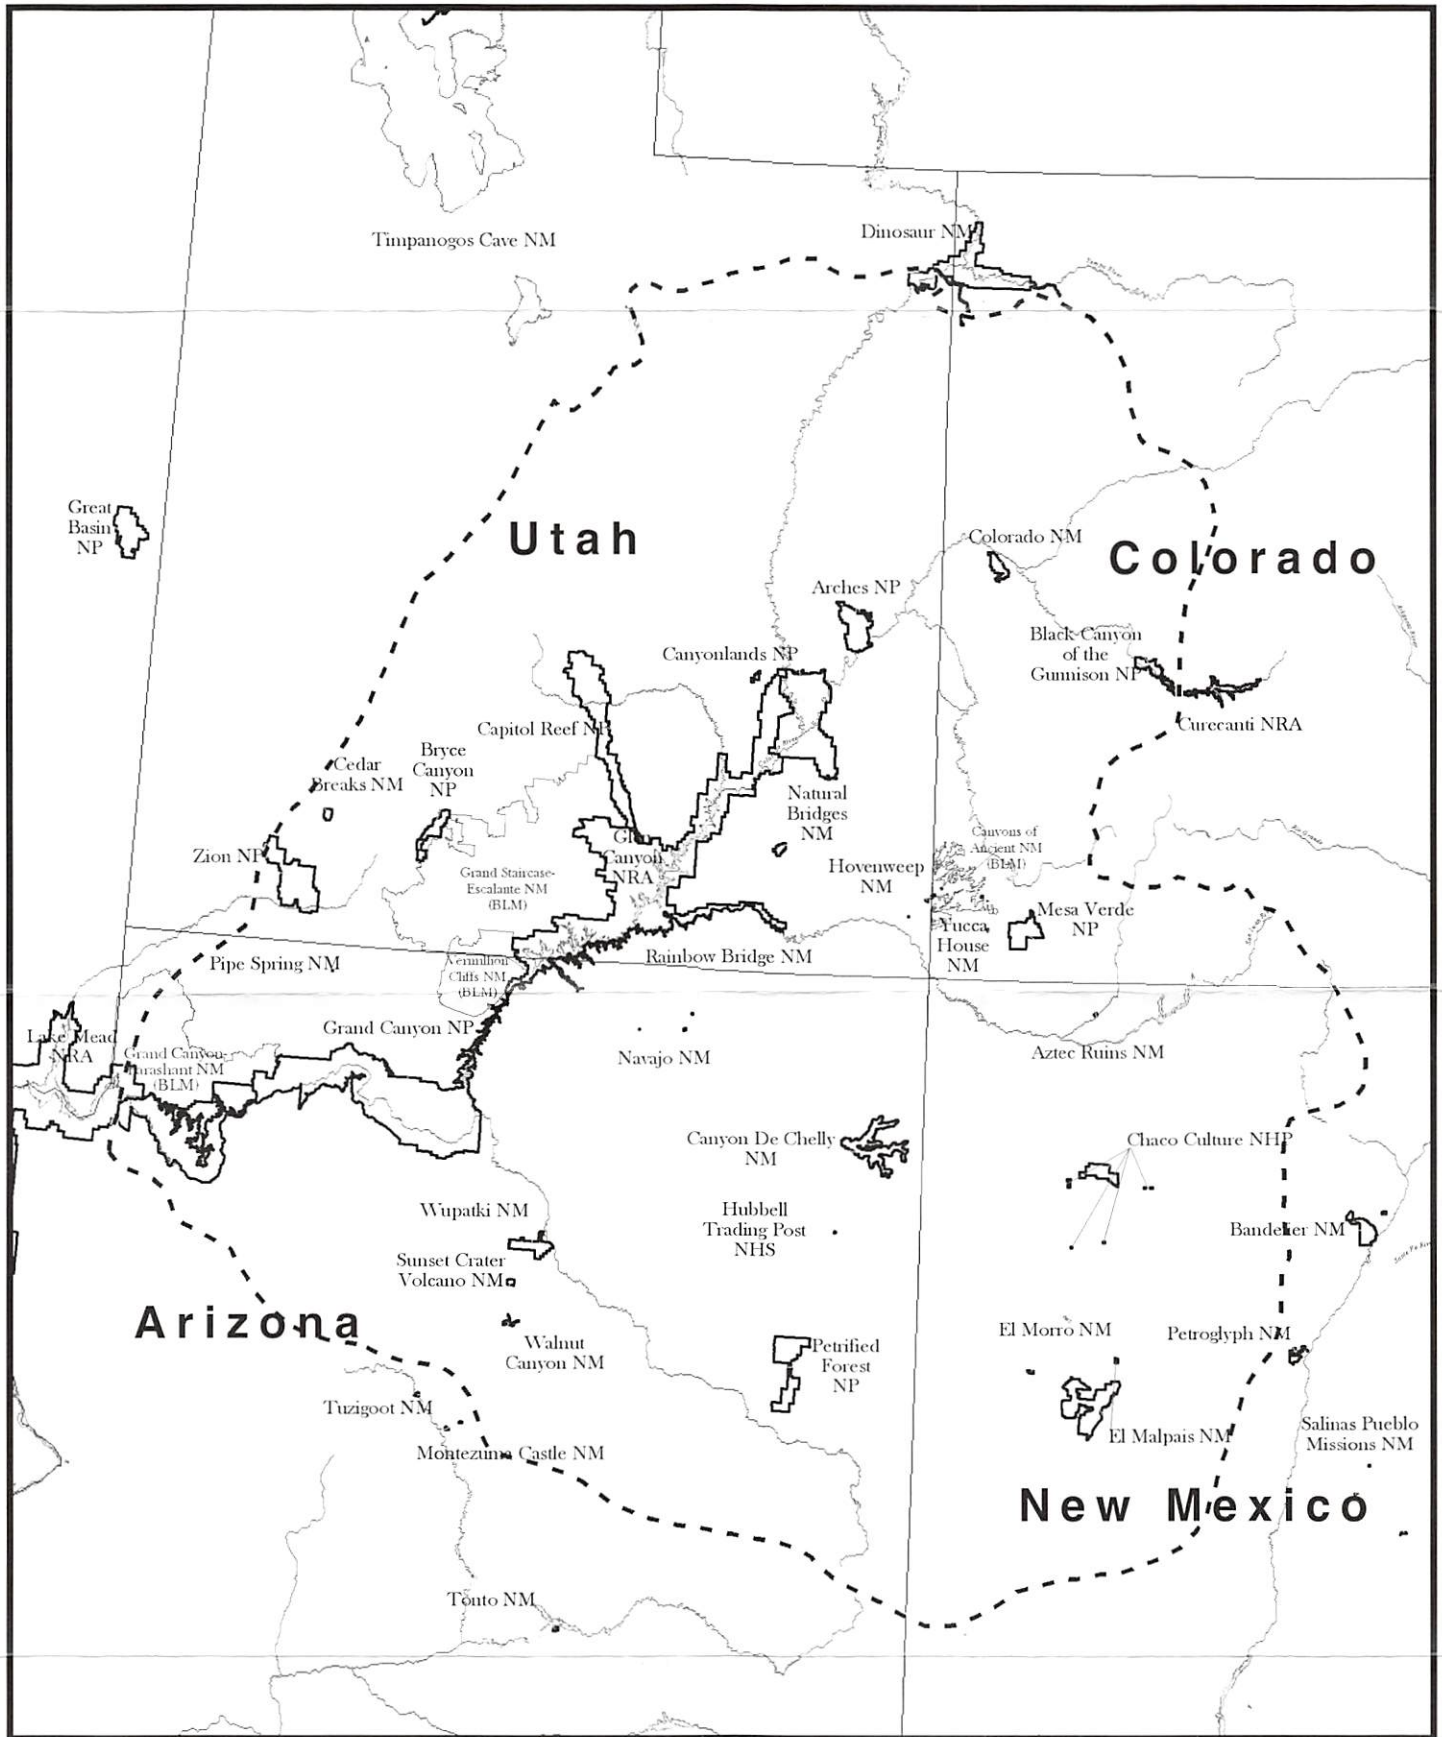 Timpanogos Cave NM
Dinosaur NM
Great
Basin
NP
Utah
Colorado NM
Colorado
Arches NP
Black Canyon
of the
Gunnison NP
Canyonlands NP
Curecanti NRA
Capitol Reef NP
Bryce
Canyon
NP
Cedar
Breaks NM
Natural
Bridges
NM
Zion NP
Glen
Canyon
NRA
Grand Staircase-
Escalante NM
(BLM)
Hovenweep
NM
Canyons of
Ancient NM
(BLM)
Mesa Verde
NP
Yucca
House
NM
Rainbow Bridge NM
Pipe Spring NM
Vermillion
Cliffs NM
(BLM)
Grand Canyon NP
Lake Mead
NRA
Grand Canyon-
Parashant NM
(BLM)
Navajo NM
Aztec Ruins NM
Canyon De Chelly
NM
Chaco Culture NHP
Wupatki NM
Hubbell
Trading Post
NHS
Bandelier NM
Sunset Crater
Volcano NM
Arizona
Walnut
Canyon NM
Petrified
Forest
NP
El Morro NM
Petroglyph NM
Tuzigoot NM
Montezuma Castle NM
El Malpais NM
Salinas Pueblo
Missions NM
New Mexico
Tonto NM